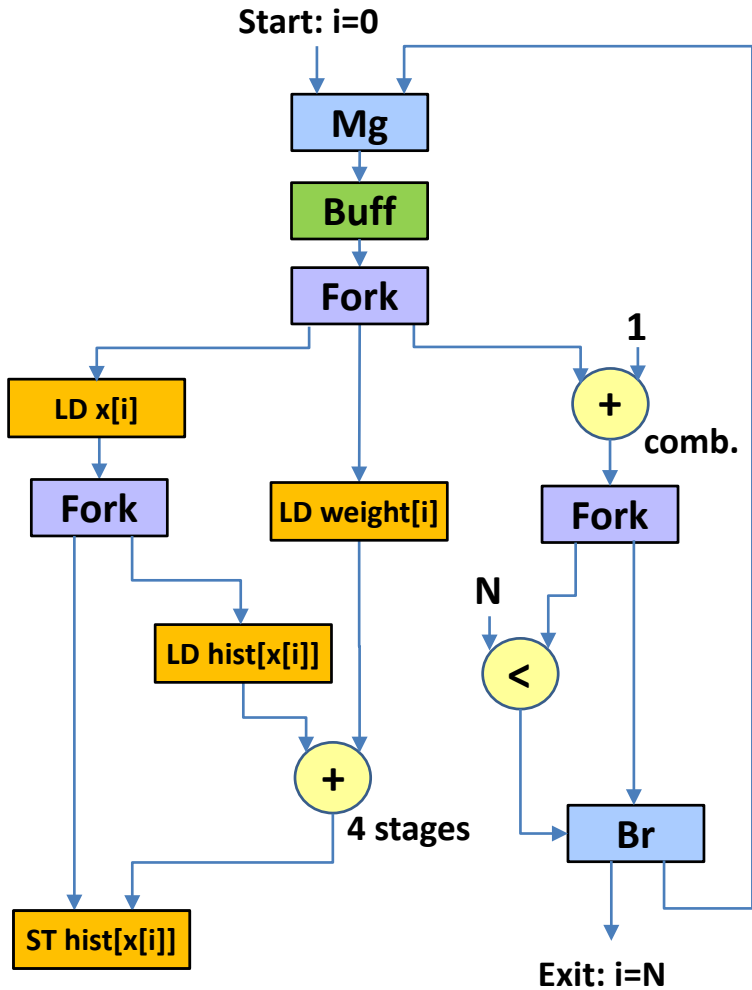 Start: i=0
Mg
Buff
Fork
1
LD x[i]
+
comb.
Fork
LD weight[i]
Fork
N
LD hist[x[i]]
<
+
4 stages
Br
ST hist[x[i]]
Exit: i=N